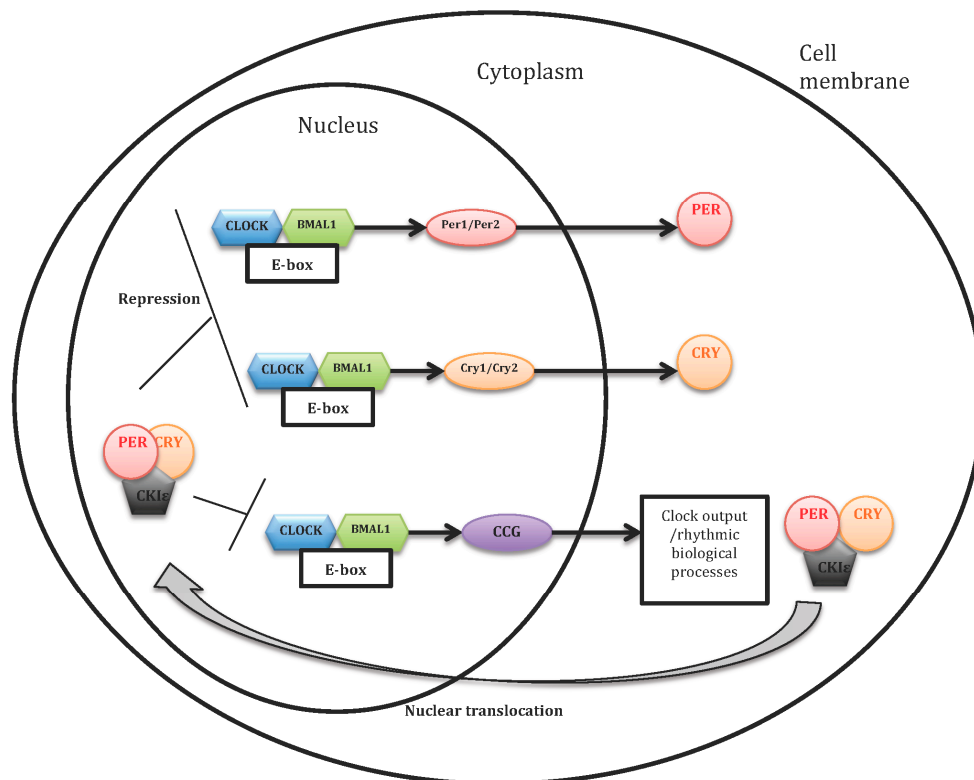 Cell
membrane
Cytoplasm
Nucleus
CLOCK
BMAL1
E-box
Per1/Per2
PER
Repression
CLOCK
BMAL1
E-box
Cry1/Cry2
CRY
PER
CRY
CKIε
CLOCK
BMAL1
E-box
CCG
Clock output
/rhythmic
biological
processes
PER
CRY
CKIε
Nuclear translocation